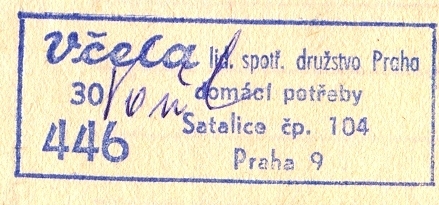 Včela lid. spotř. družstvo Praha
30 domácí potřeby
446 Satalice čp. 104
Praha 9